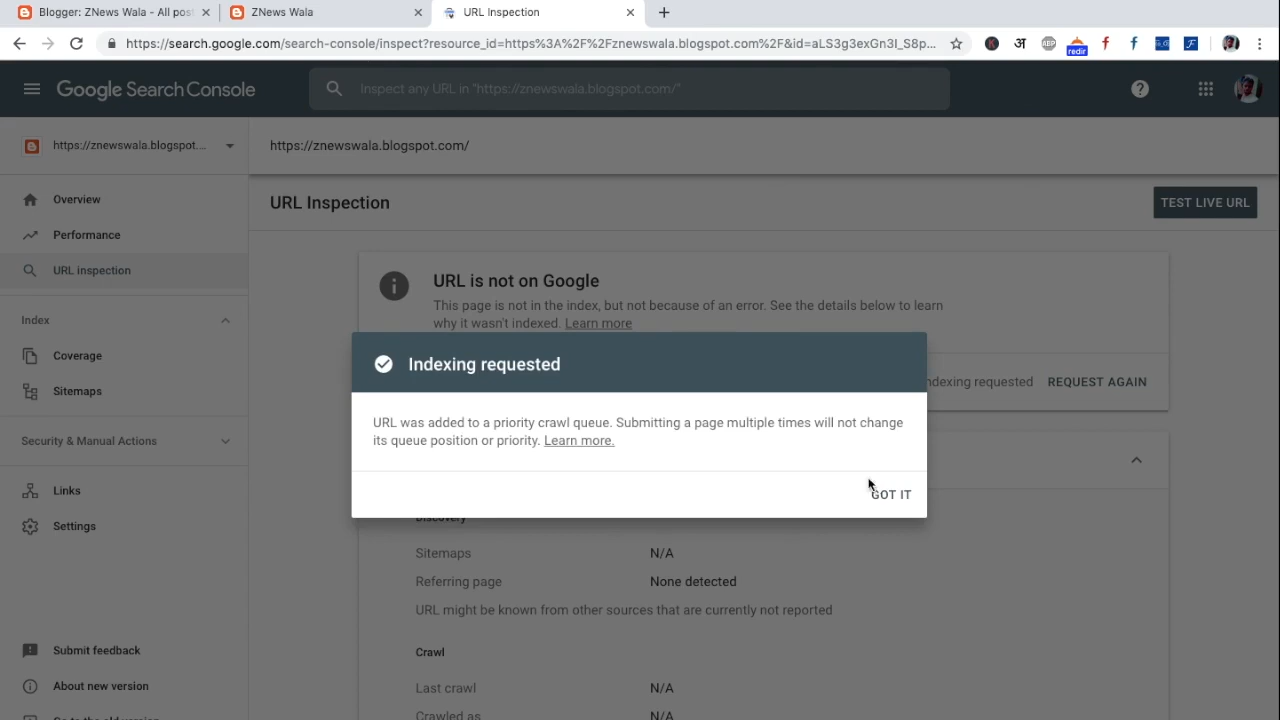 Blogger: ZNews Wala - All pos
ZNews Wala
URL Inspection
https://search.google.com/search-console/inspect?resource_id=https%3A%2F%2Fznewswala.blogspot.com%2F&id=aLS3g3exGn3I_S8p...
अ
ABP
redir
Google Search Console
Inspect any URL in "https://znewswala.blogspot.com/"
https://znewswala.blogspot....
https://znewswala.blogspot.com/
Overview
Performance
URL inspection
Index
Coverage
Sitemaps
Security & Manual Actions
Links
Settings
Submit feedback
About new version
Go to the old version
URL Inspection
TEST LIVE URL
URL is not on Google
This page is not in the index, but not because of an error. See the details below to learn
why it wasn't indexed. Learn more
ndexing requested
REQUEST AGAIN
Indexing requested
URL was added to a priority crawl queue. Submitting a page multiple times will not change
its queue position or priority. Learn more.
GOT IT
Discovery
Sitemaps N/A
Referring page None detected
URL might be known from other sources that are currently not reported
Crawl
Last crawl N/A
Crawled as N/A